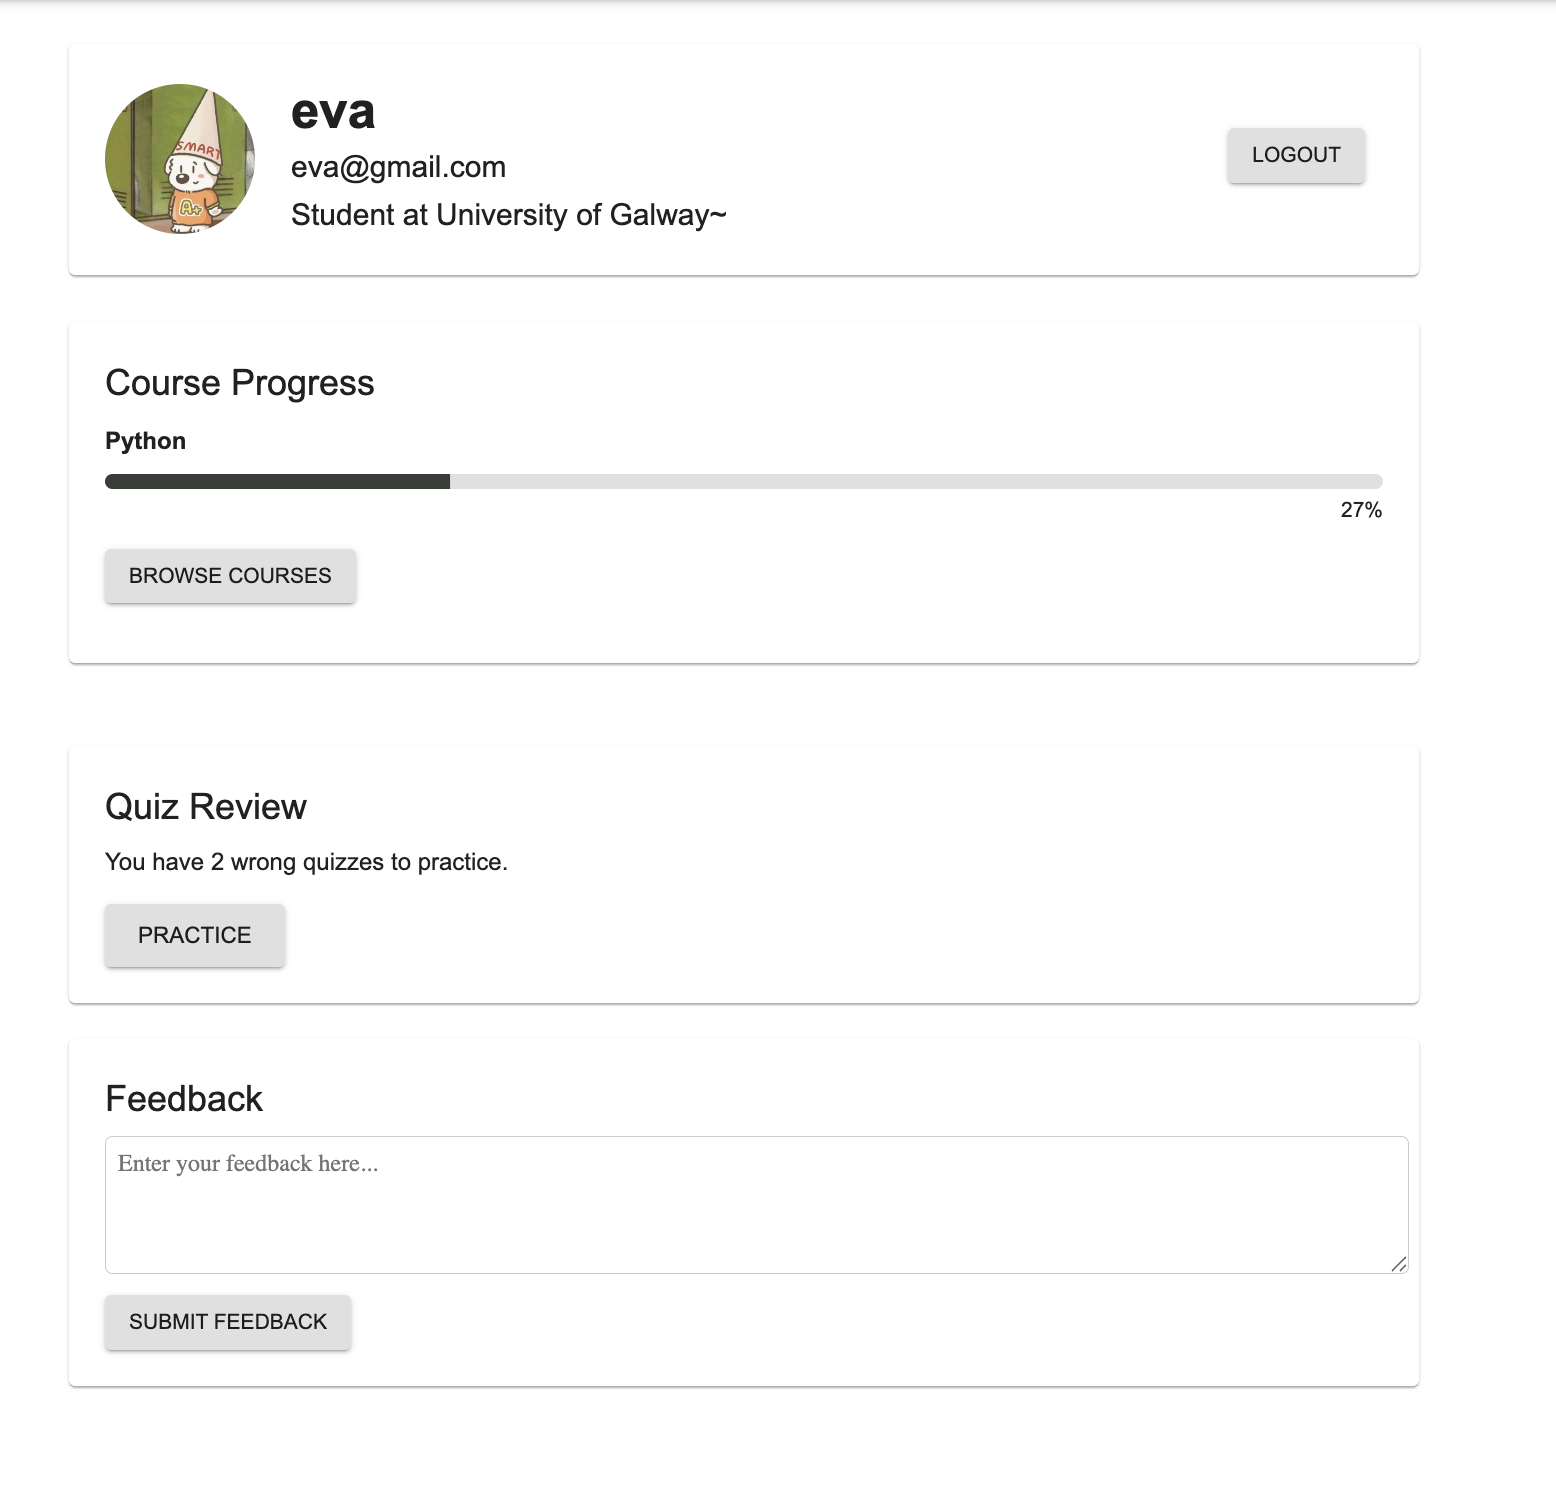 SMART
A+
eva
eva@gmail.com
Student at University of Galway~
LOGOUT
Course Progress
Python
27%
BROWSE COURSES
Quiz Review
You have 2 wrong quizzes to practice.
PRACTICE
Feedback
Enter your feedback here...
SUBMIT FEEDBACK